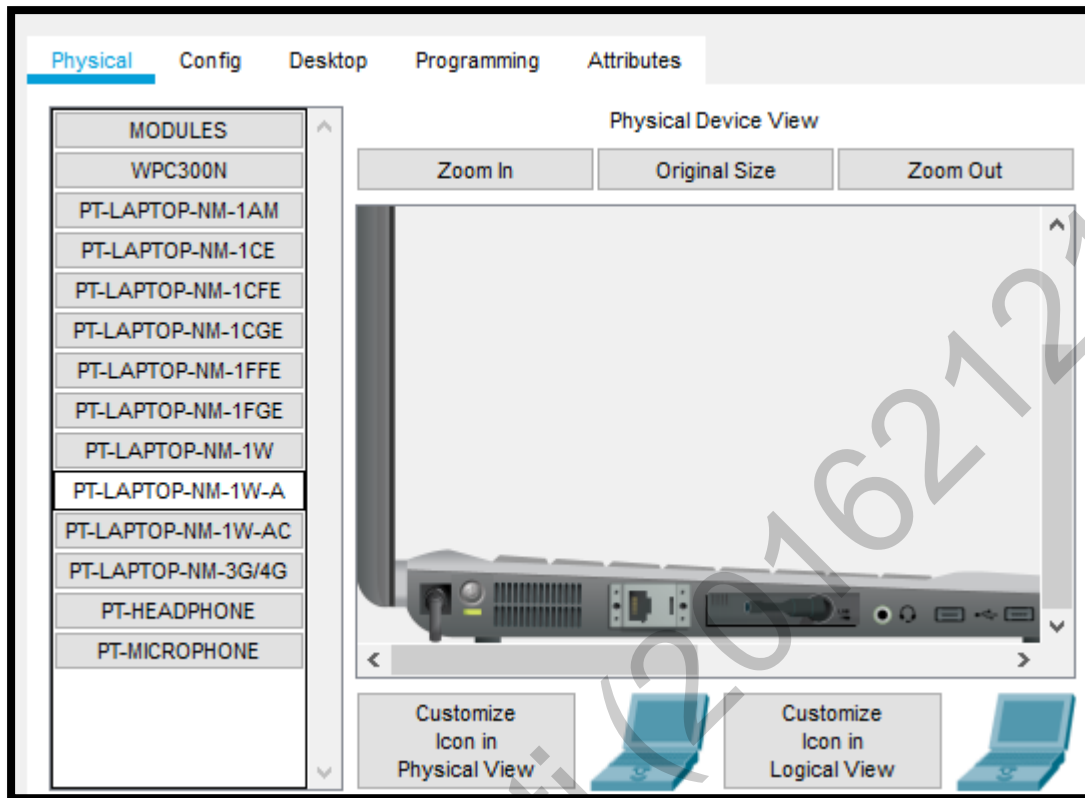 Physical Config Desktop Programming Attributes
MODULES
WPC300N
PT-LAPTOP-NM-1AM
PT-LAPTOP-NM-1CE
PT-LAPTOP-NM-1CFE
PT-LAPTOP-NM-1CGE
PT-LAPTOP-NM-1FFE
PT-LAPTOP-NM-1FGE
PT-LAPTOP-NM-1W
PT-LAPTOP-NM-1W-A
PT-LAPTOP-NM-1W-AC
PT-LAPTOP-NM-3G/4G
PT-HEADPHONE
PT-MICROPHONE
Physical Device View
Zoom In Original Size Zoom Out
Customize
Icon in
Physical View
Customize
Icon in
Logical View
ti (2016212